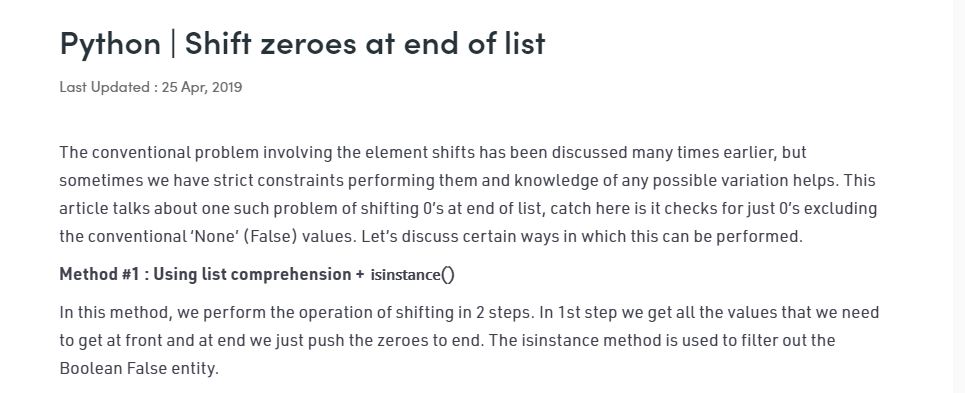 Python | Shift zeroes at end of list
Last Updated : 25 Apr, 2019
The conventional problem involving the element shifts has been discussed many times earlier, but
sometimes we have strict constraints performing them and knowledge of any possible variation helps. This
article talks about one such problem of shifting 0's at end of list, catch here is it checks for just 0's excluding
the conventional ‘None’ (False) values. Let's discuss certain ways in which this can be performed.
Method #1 : Using list comprehension + isinstance()
In this method, we perform the operation of shifting in 2 steps. In 1st step we get all the values that we need
to get at front and at end we just push the zeroes to end. The isinstance method is used to filter out the
Boolean False entity.